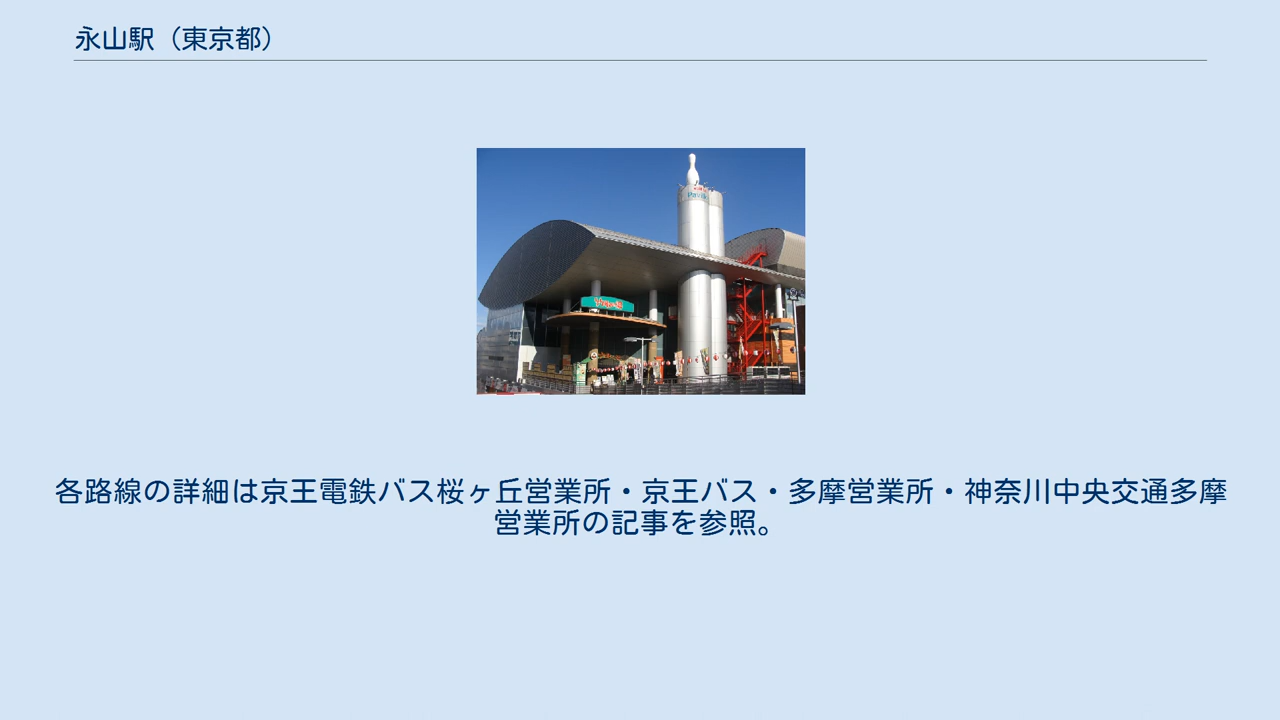 永山駅（東京都）
各路線の詳細は京王電鉄バス桜ヶ丘営業所・京王バス・多摩営業所・神奈川中央交通多摩
営業所の記事を参照。